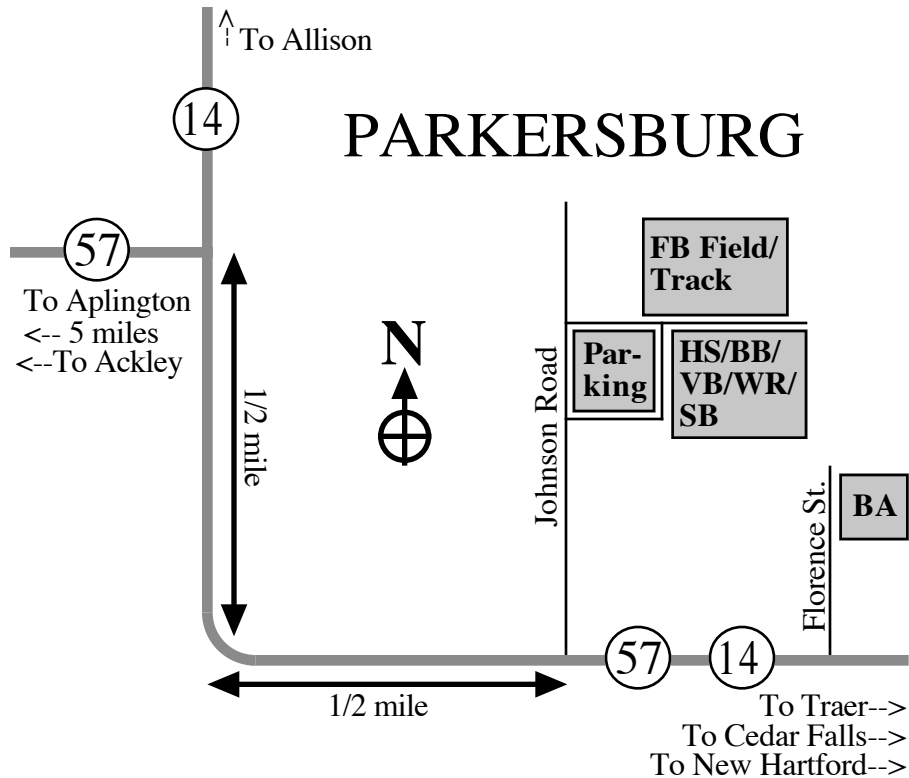 To Allison
14
PARKERSBURG
57
To Aplington
<-- 5 miles
<--To Ackley
1/2 mile
N
Johnson Road
FB Field/
Track
Par-
king
HS/BB/
VB/WR/
SB
Florence St.
BA
57
14
1/2 mile
To Traer-->
To Cedar Falls-->
To New Hartford-->